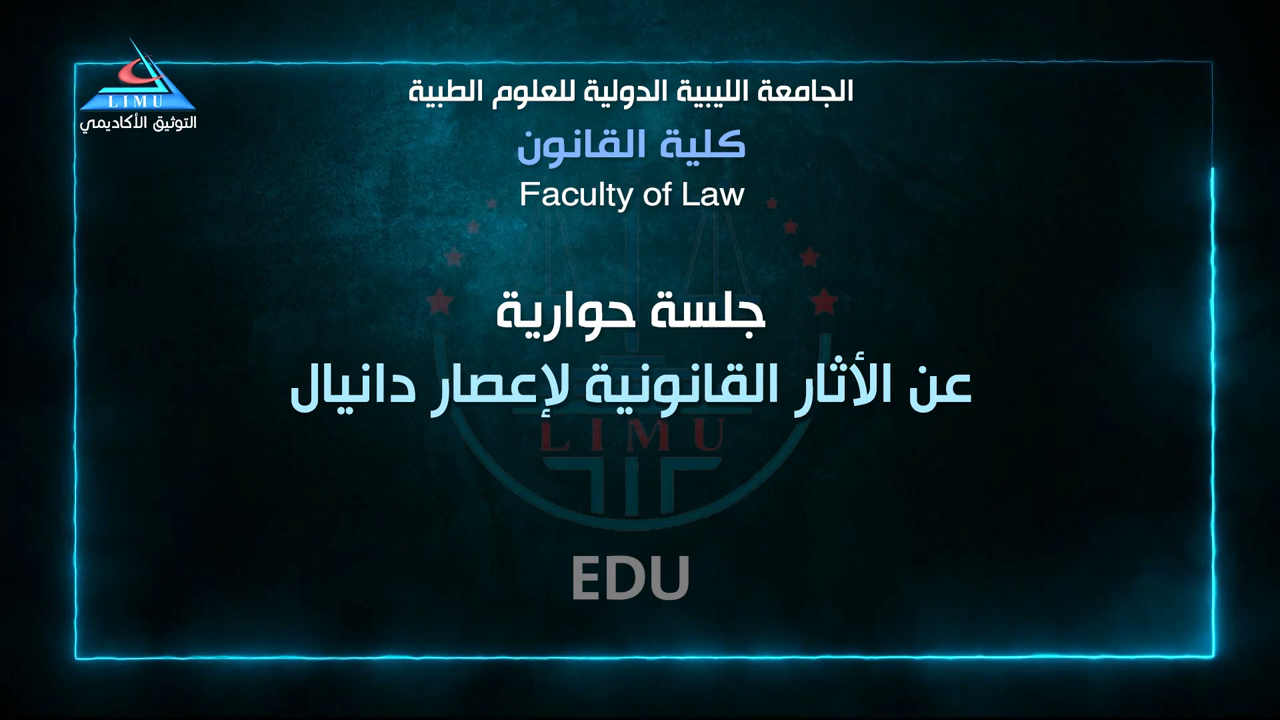 LIMU
التوثيق الأكاديمي
الجامعة الليبية الدولية للعلوم الطبية
كلية القانون
Faculty of Law
جلسة حوارية
عن الأثار القانونية لإعصار دانيال
LIMU
EDU